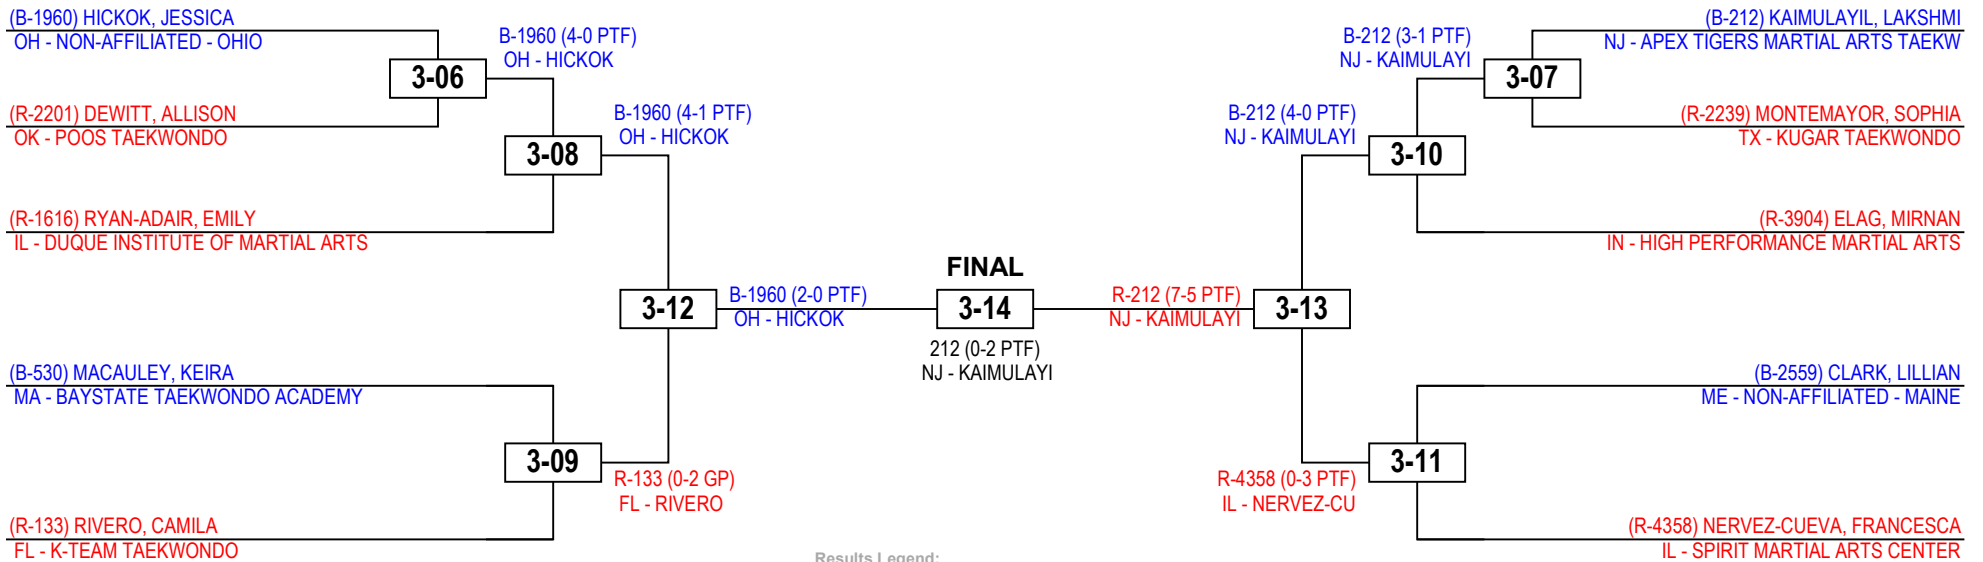 (B-1960) HICKOK, JESSICA
OH - NON-AFFILIATED - OHIO
B-1960 (4-0 PTF)
OH - HICKOK
3-06
(R-2201) DEWITT, ALLISON
OK - POOS TAEKWONDO
B-1960 (4-1 PTF)
OH - HICKOK
3-08
(R-1616) RYAN-ADAIR, EMILY
IL - DUQUE INSTITUTE OF MARTIAL ARTS
3-12
B-1960 (2-0 PTF)
OH - HICKOK
(B-530) MACAULEY, KEIRA
MA - BAYSTATE TAEKWONDO ACADEMY
3-09
R-133 (0-2 GP)
FL - RIVERO
(R-133) RIVERO, CAMILA
FL - K-TEAM TAEKWONDO
FINAL
3-14
212 (0-2 PTF)
NJ - KAIMULAYI
(B-212) KAIMULAYIL, LAKSHMI
NJ - APEX TIGERS MARTIAL ARTS TAEKW
B-212 (3-1 PTF)
NJ - KAIMULAYI
3-07
(R-2239) MONTEMAYOR, SOPHIA
TX - KUGAR TAEKWONDO
B-212 (4-0 PTF)
NJ - KAIMULAYI
3-10
(R-3904) ELAG, MIRNAN
IN - HIGH PERFORMANCE MARTIAL ARTS
R-212 (7-5 PTF)
NJ - KAIMULAYI
3-13
(B-2559) CLARK, LILLIAN
ME - NON-AFFILIATED - MAINE
3-11
R-4358 (0-3 PTF)
IL - NERVEZ-CU
(R-4358) NERVEZ-CUEVA, FRANCESCA
IL - SPIRIT MARTIAL ARTS CENTER
Results Legend: